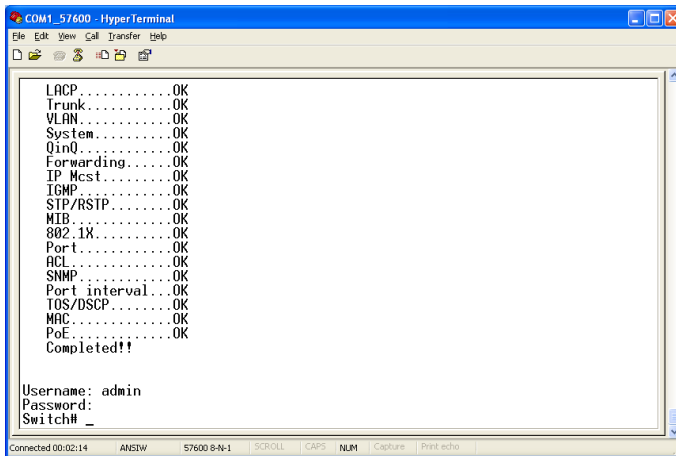 COM1_57600 - HyperTerminal
File Edit View Call Transfer Help
LACP............OK
Trunk...........OK
VLAN............OK
System..........OK
QinQ............OK
Forwarding......OK
IP Mcst.........OK
IGMP............OK
STP/RSTP........OK
MIB.............OK
802.1X..........OK
Port............OK
ACL.............OK
SNMP............OK
Port interval...OK
TOS/DSCP........OK
MAC.............OK
PoE.............OK
Completed!!
Username: admin
Password:
Switch# _
Connected 00:02:14 ANSIW 57600 8-N-1 SCROLL CAPS NUM Capture Print echo